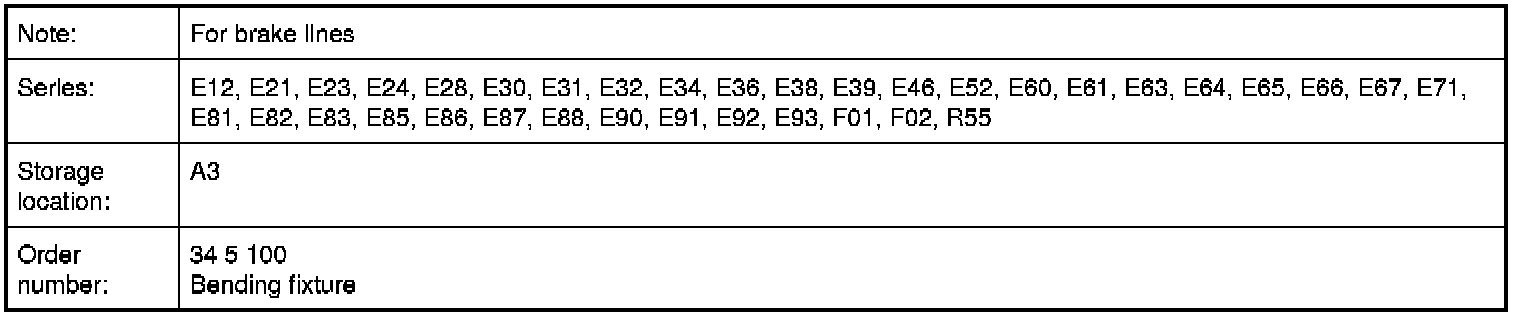 Note: For brake lines
Series: E12, E21, E23, E24, E28, E30, E31, E32, E34, E36, E38, E39, E46, E52, E60, E61, E63, E64, E65, E66, E67, E71,
E81, E82, E83, E85, E86, E87, E88, E90, E91, E92, E93, F01, F02, R55
Storage A3
location:
Order 34 5 100
number: Bending fixture